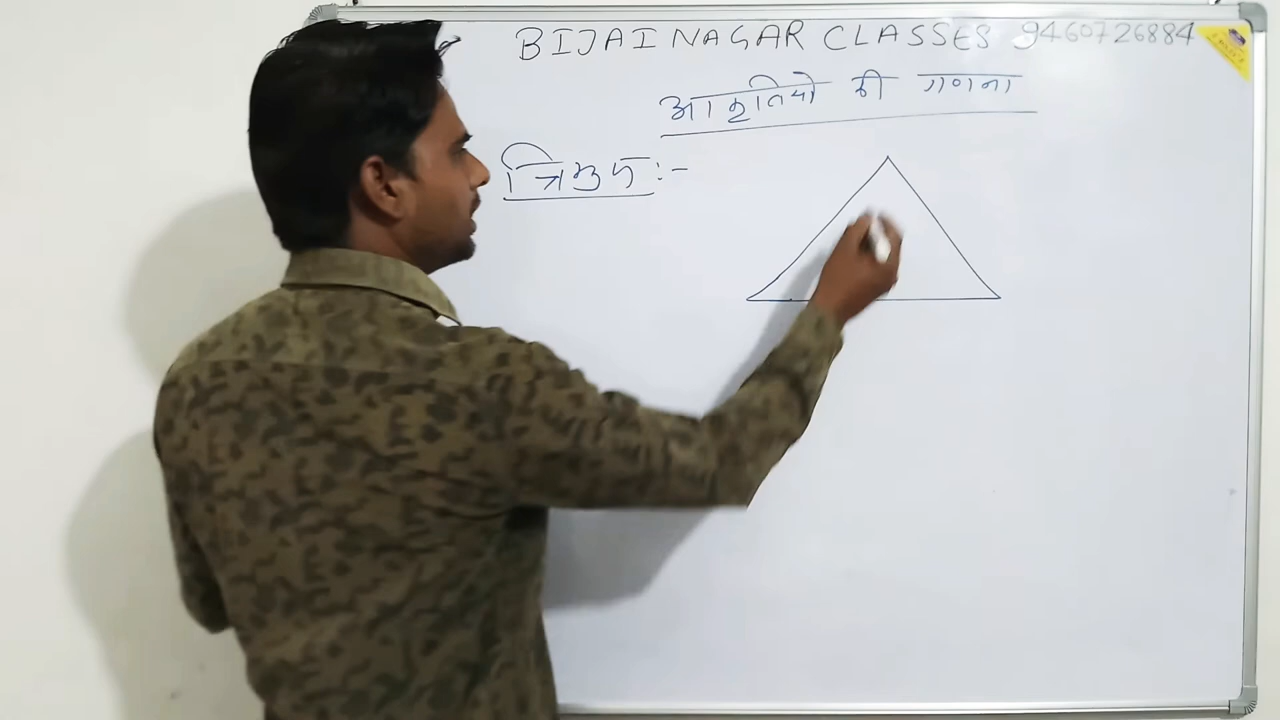 BIJAINAGAR CLASSES 9460726884
आकृतियो की गणना
त्रिभुज :-